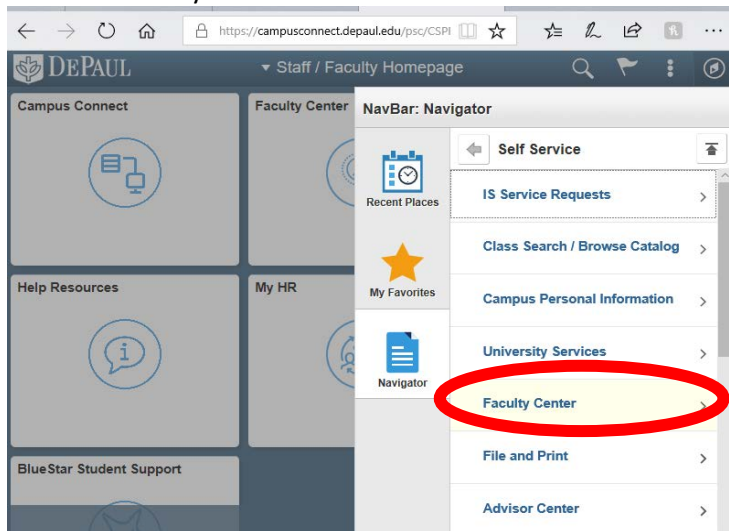 https://campusconnect.depaul.edu/psc/CSPI
DEPAUL
Staff / Faculty Homepage
Campus Connect
Faculty Center
NavBar: Navigator
Self Service
Recent Places
IS Service Requests
Class Search / Browse Catalog
Help Resources
My HR
My Favorites
Campus Personal Information
University Services
Navigator
Faculty Center
File and Print
BlueStar Student Support
Advisor Center